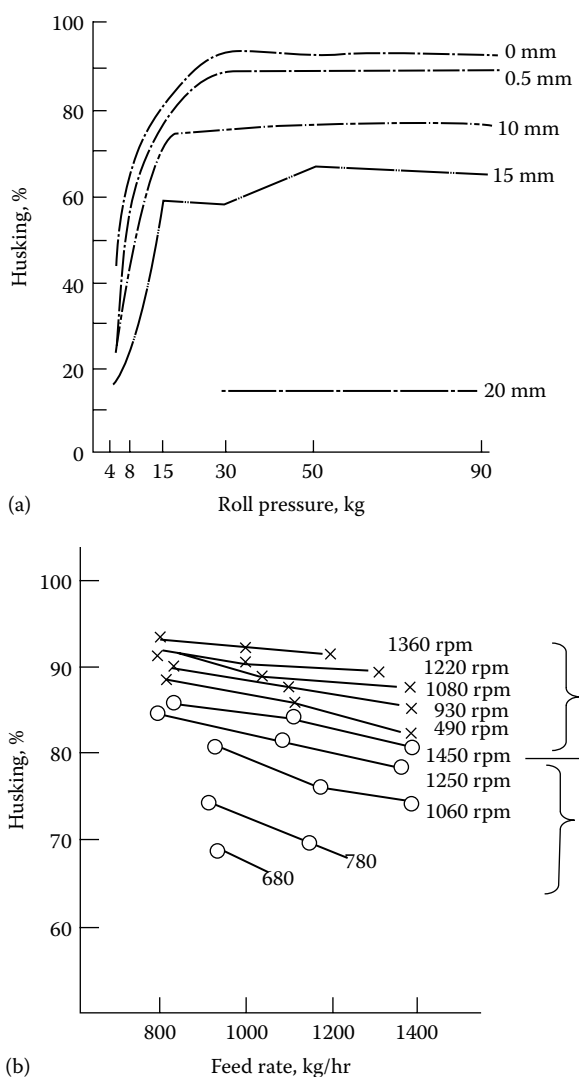 100
80
60
40
20
0
Husking, %
0 mm
0.5 mm
10 mm
15 mm
20 mm
4 8 15 30 50 90
(a) Roll pressure, kg
100
90
80
70
60
Husking, %
1360 rpm
1220 rpm
1080 rpm
930 rpm
490 rpm
1450 rpm
1250 rpm
1060 rpm
780
680
800 1000 1200 1400
(b) Feed rate, kg/hr